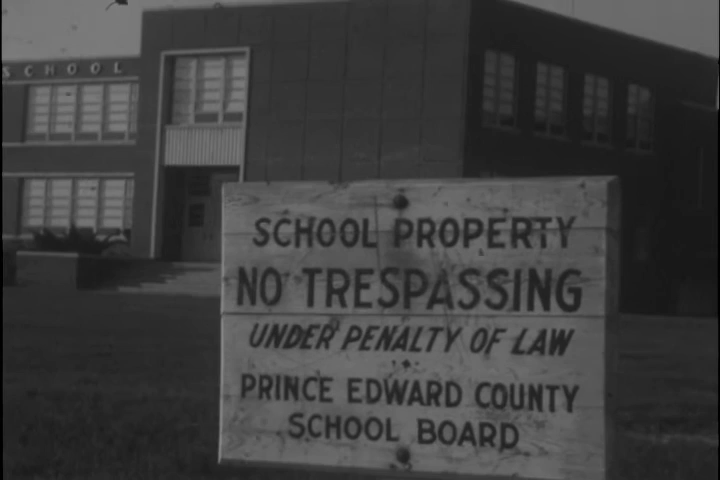 SCHOOL
SCHOOL PROPERTY
NO TRESPASSING
UNDER PENALTY OF LAW
PRINCE EDWARD COUNTY
SCHOOL BOARD